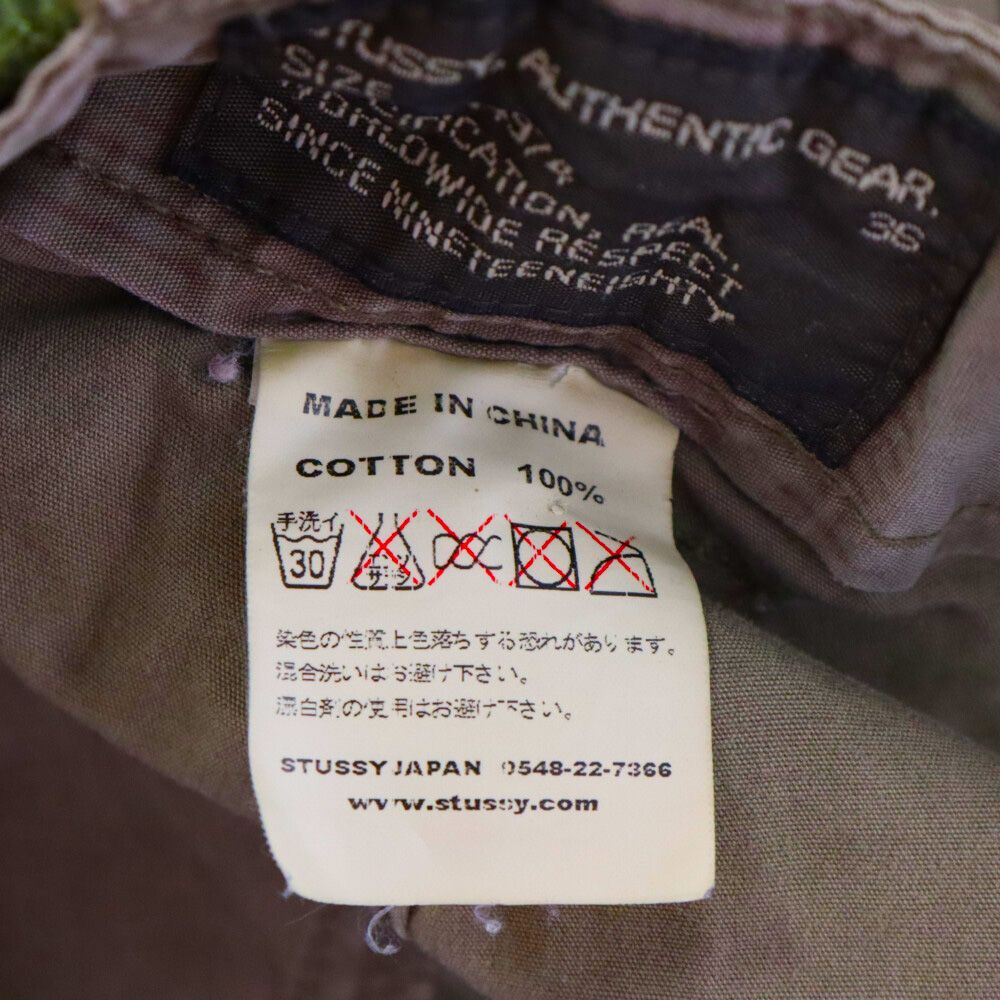 STUSSY AUTHENTIC GEAR.
SIZE 36
WORLDWIDE RESPECT.
SINCE NINETEENEIGHTY
MADE IN CHINA
COTTON 100%
手洗イ
30
染色の性質上色落ちする恐れがあります。
混合洗いはお避け下さい。
漂白剤の使用はお避け下さい。
STUSSY JAPAN 0548-22-7366
www.stussy.com